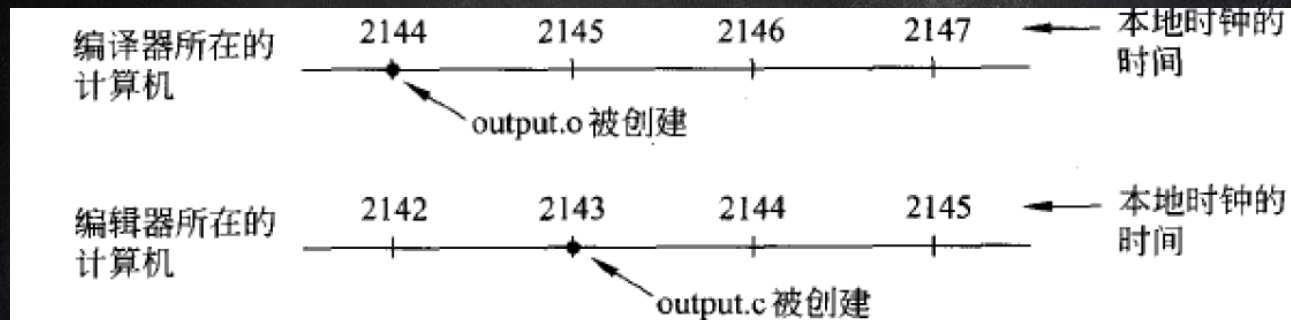 编译器所在的
计算机
2144 2145 2146 2147
本地时钟的
时间
output.o 被创建
编辑器所在的
计算机
2142 2143 2144 2145
本地时钟的
时间
output.c 被创建